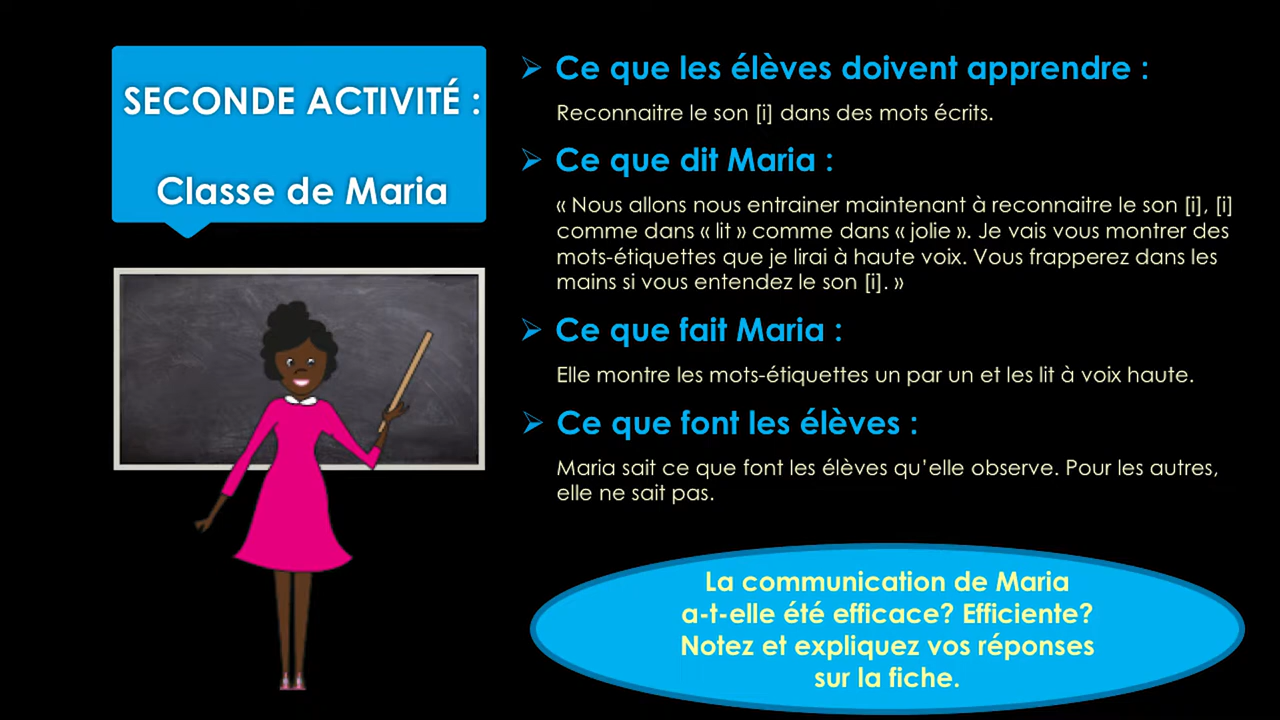 SECONDE ACTIVITÉ :
Classe de Maria
Ce que les élèves doivent apprendre :
Reconnaitre le son [i] dans des mots écrits.
Ce que dit Maria :
« Nous allons nous entrainer maintenant à reconnaitre le son [i], [i]
comme dans « lit » comme dans « jolie ». Je vais vous montrer des
mots-étiquettes que je lirai à haute voix. Vous frapperez dans les
mains si vous entendez le son [i]. »
Ce que fait Maria :
Elle montre les mots-étiquettes un par un et les lit à voix haute.
Ce que font les élèves :
Maria sait ce que font les élèves qu’elle observe. Pour les autres,
elle ne sait pas.
La communication de Maria
a-t-elle été efficace? Efficiente?
Notez et expliquez vos réponses
sur la fiche.